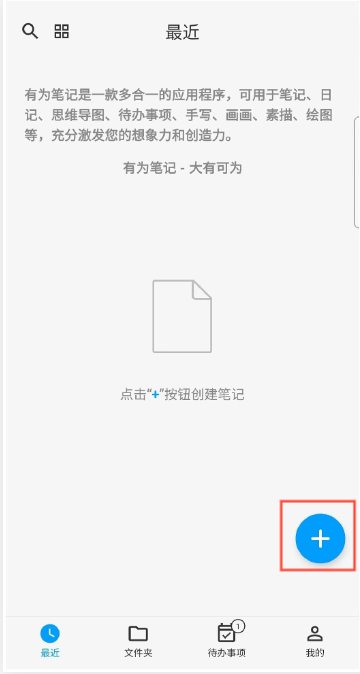 最近
有为笔记是一款多合一的应用程序，可用于笔记、日
记、思维导图、待办事项、手写、画画、素描、绘图
等，充分激发您的想象力和创造力。
有为笔记 - 大有可为
点击“+”按钮创建笔记
1
最近 文件夹 待办事项 我的